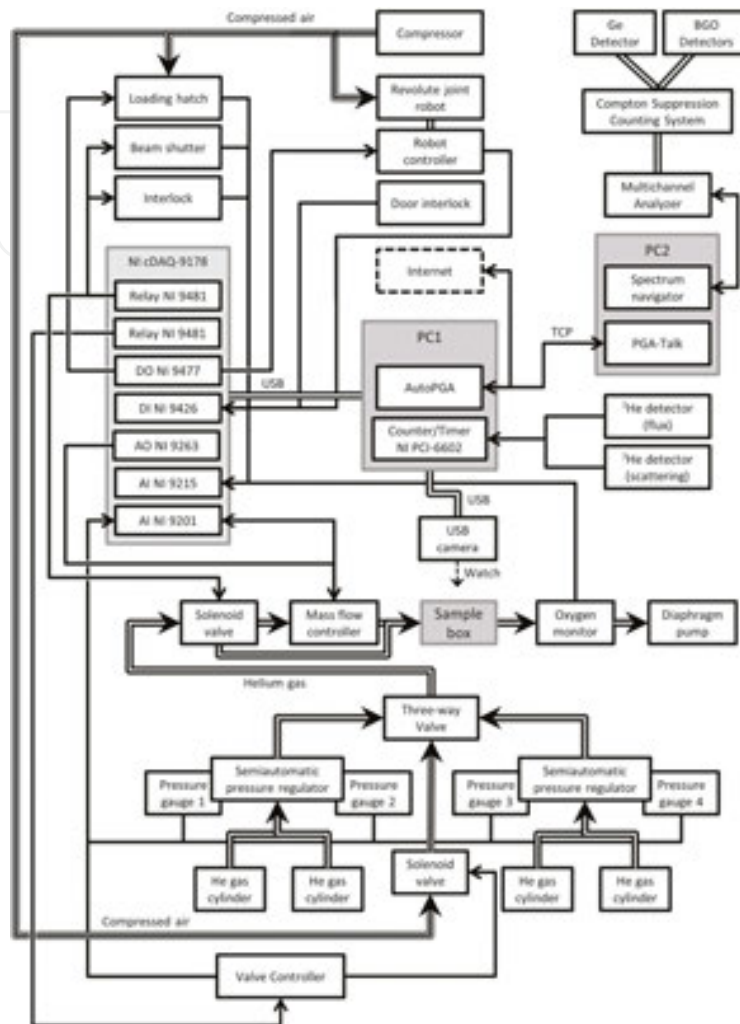 Compressed air
Compressor
Ge
Detector
BGO
Detectors
Loading hatch
Revolute joint
robot
Compton Suppression
Counting System
Beam shutter
Robot
controller
Interlock
Door interlock
Multichannel
Analyzer
NI cDAQ-9178
Internet
PC2
Relay NI 9481
Spectrum
navigator
Relay NI 9481
PC1
TCP
PGA-Talk
DO NI 9477
USB
AutoPGA
DI NI 9426
³He detector
(flux)
AO NI 9263
Counter/Timer
NI PCI-6602
³He detector
(scattering)
AI NI 9215
USB
AI NI 9201
USB
camera
Watch
Solenoid
valve
Mass flow
controller
Sample
box
Oxygen
monitor
Diaphragm
pump
Helium gas
Three-way
Valve
Pressure
gauge 1
Semiautomatic
pressure regulator
Pressure
gauge 2
Pressure
gauge 3
Semiautomatic
pressure regulator
Pressure
gauge 4
He gas
cylinder
He gas
cylinder
Solenoid
valve
He gas
cylinder
He gas
cylinder
Compressed air
Valve Controller